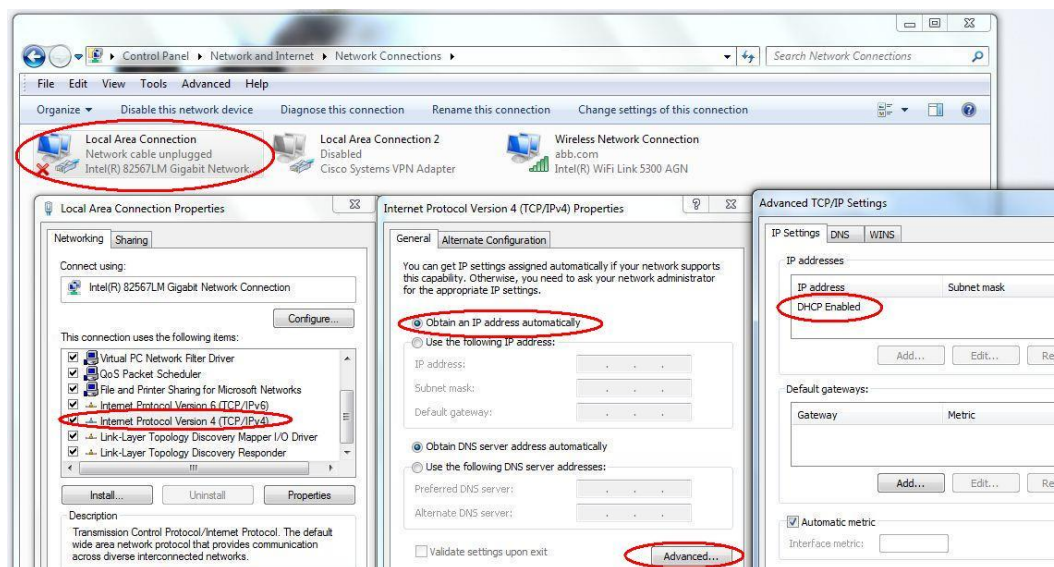 Control Panel ▸ Network and Internet ▸ Network Connections ▸
Search Network Connections
File Edit View Tools Advanced Help
Organize Disable this network device Diagnose this connection Rename this connection Change settings of this connection
Local Area Connection
Network cable unplugged
Intel(R) 82567LM Gigabit Network...
Local Area Connection 2
Disabled
Cisco Systems VPN Adapter
Wireless Network Connection
abb.com
Intel(R) WiFi Link 5300 AGN
Local Area Connection Properties
Networking Sharing
Connect using:
Intel(R) 82567LM Gigabit Network Connection
Configure...
This connection uses the following items:
Virtual PC Network Filter Driver
QoS Packet Scheduler
File and Printer Sharing for Microsoft Networks
Internet Protocol Version 6 (TCP/IPv6)
Internet Protocol Version 4 (TCP/IPv4)
Link-Layer Topology Discovery Mapper I/O Driver
Link-Layer Topology Discovery Responder
Install... Uninstall Properties
Description
Transmission Control Protocol/Internet Protocol. The default
wide area network protocol that provides communication
across diverse interconnected networks.
Internet Protocol Version 4 (TCP/IPv4) Properties
General Alternate Configuration
You can get IP settings assigned automatically if your network supports
this capability. Otherwise, you need to ask your network administrator
for the appropriate IP settings.
Obtain an IP address automatically
Use the following IP address:
IP address:
Subnet mask:
Default gateway:
Obtain DNS server address automatically
Use the following DNS server addresses:
Preferred DNS server:
Alternate DNS server:
Validate settings upon exit
Advanced...
Advanced TCP/IP Settings
IP Settings DNS WINS
IP addresses
IP address Subnet mask
DHCP Enabled
Add... Edit... Re
Default gateways:
Gateway Metric
Add... Edit... Re
Automatic metric
Interface metric: